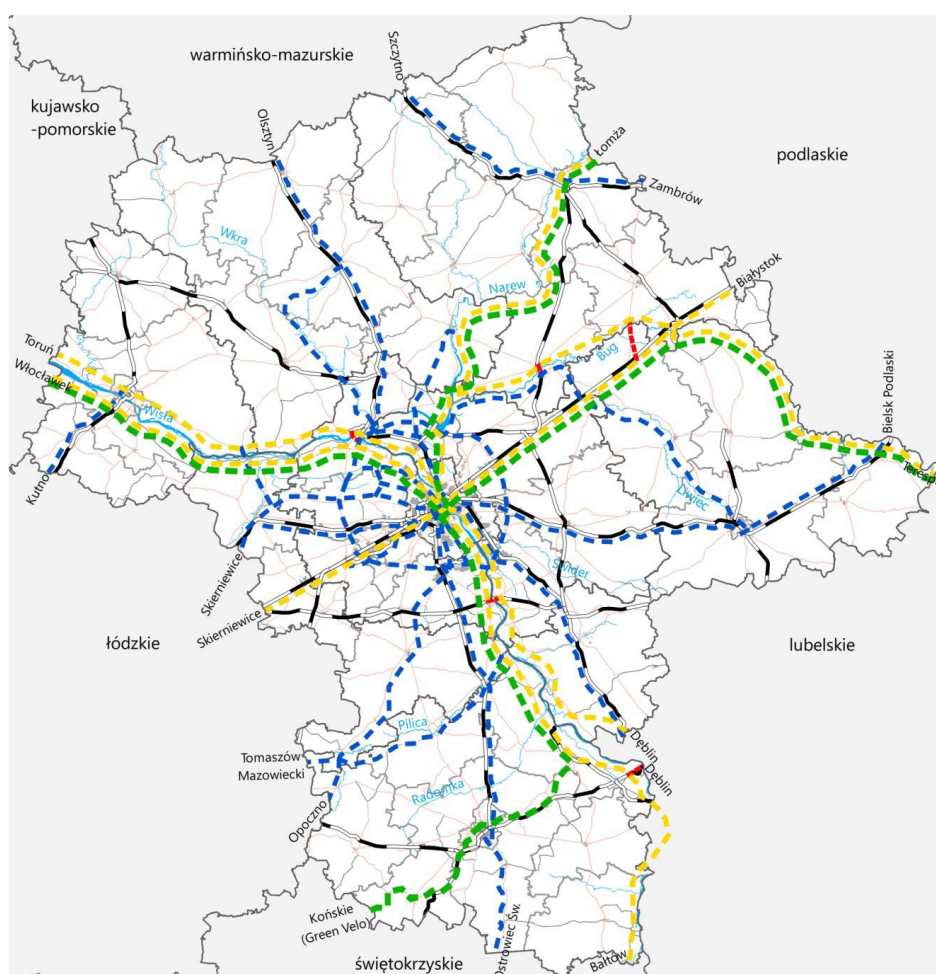 warmińsko-mazurskie
Szczytno
kujawsko
-pomorskie
Olsztyn
Łomża
podlaskie
Zambrów
Wkra
Narew
Białystok
Toruń
Włocławek
Wisła
Bug
Bielsk Podlaski
Teresp
Kutno
Liwiec
Skierniewice
Świder
Skierniewice
łódzkie
lubelskie
Pilica
Tomaszów
Mazowiecki
Dęblin
Dęblin
Radomka
Opoczno
Końskie
(Green Velo)
Ostrowiec Św.
Bałtów
świętokrzyskie